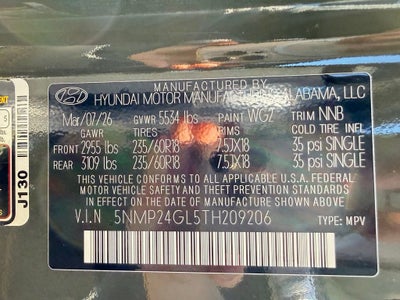 MANUFACTURED BY
HYUNDAI MOTOR MANUFACTURING ALABAMA, LLC
Mar/07/26 GVWR 5534 lbs PAINT WG2 TRIM NNB
GAWR TIRES RIMS COLD TIRE INFL
FRONT 2955 lbs 235/60R18 7.5JX18 35 psi SINGLE
REAR 3109 lbs 235/60R18 7.5JX18 35 psi SINGLE
THIS VEHICLE CONFORMS TO ALL APPLICABLE U.S.A. FEDERAL
MOTOR VEHICLE SAFETY AND THEFT PREVENTION STANDARDS
IN EFFECT ON THE DATE OF MANUFACTURE SHOWN ABOVE.
V.I.N 5NMP24GL5TH209206 TYPE: MPV
J130